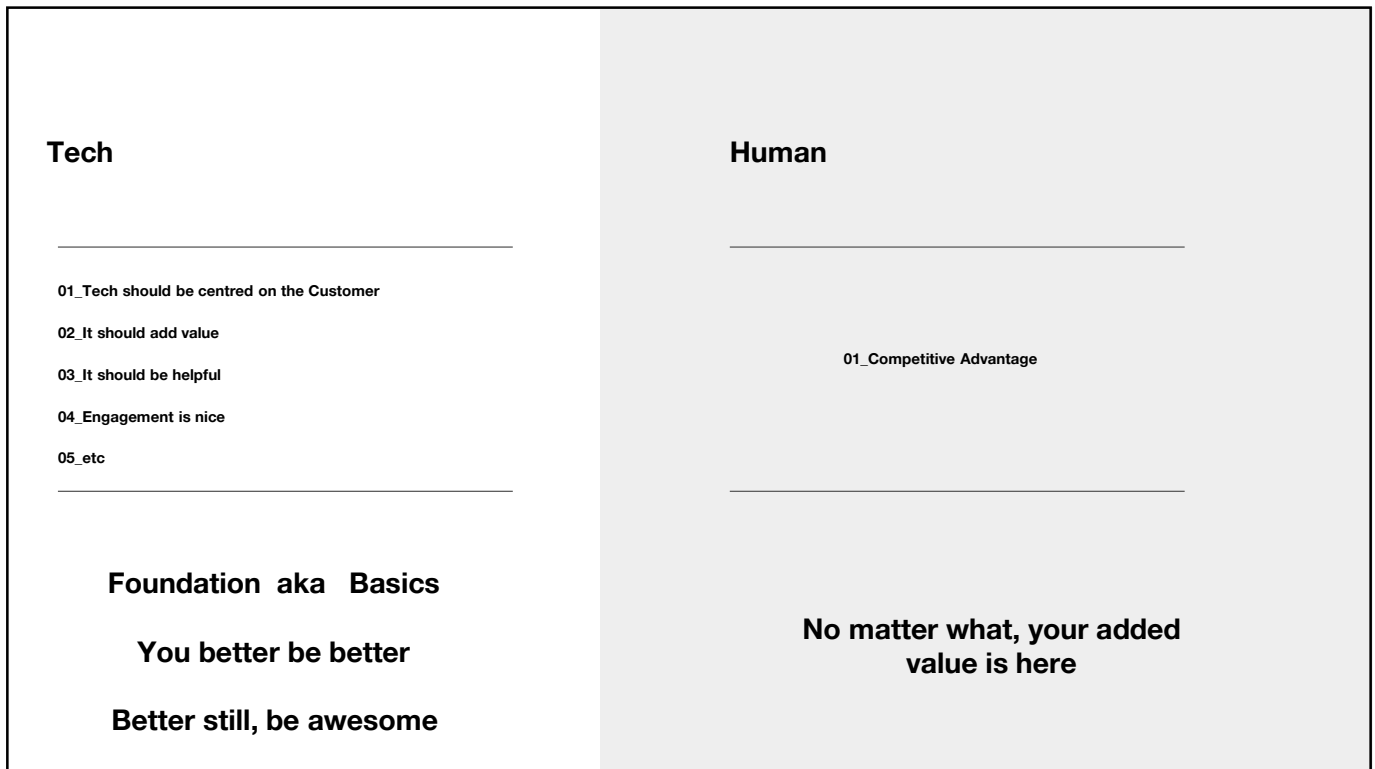 Tech
01_Tech should be centred on the Customer
02_It should add value
03_It should be helpful
04_Engagement is nice
05_etc
Foundation aka Basics
You better be better
Better still, be awesome
Human
01_Competitive Advantage
No matter what, your added
value is here